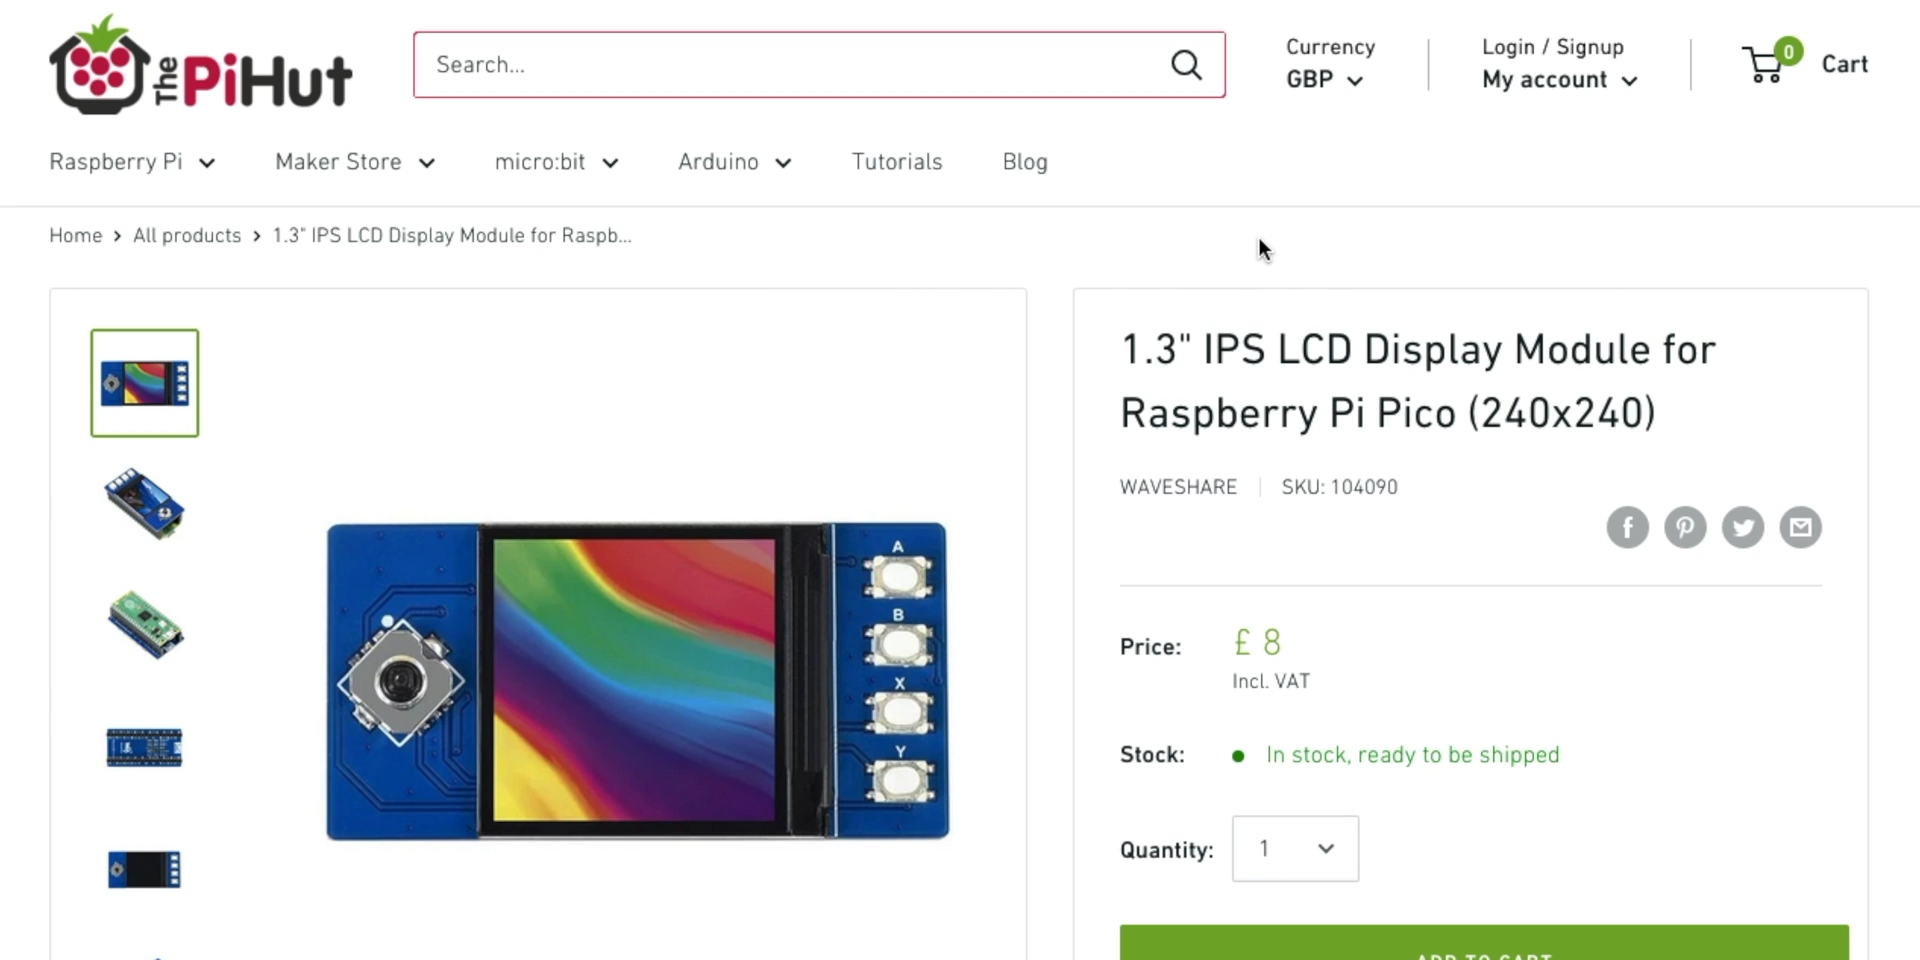 The PiHut
Search...
Currency
GBP
Login / Signup
My account
0
Cart
Raspberry Pi
Maker Store
micro:bit
Arduino
Tutorials
Blog
Home > All products > 1.3" IPS LCD Display Module for Raspb...
1.3" IPS LCD Display Module for
Raspberry Pi Pico (240x240)
WAVESHARE
SKU: 104090
A
B
X
Y
Price:
£ 8
Incl. VAT
Stock:
In stock, ready to be shipped
Quantity:
1
ADD TO CART